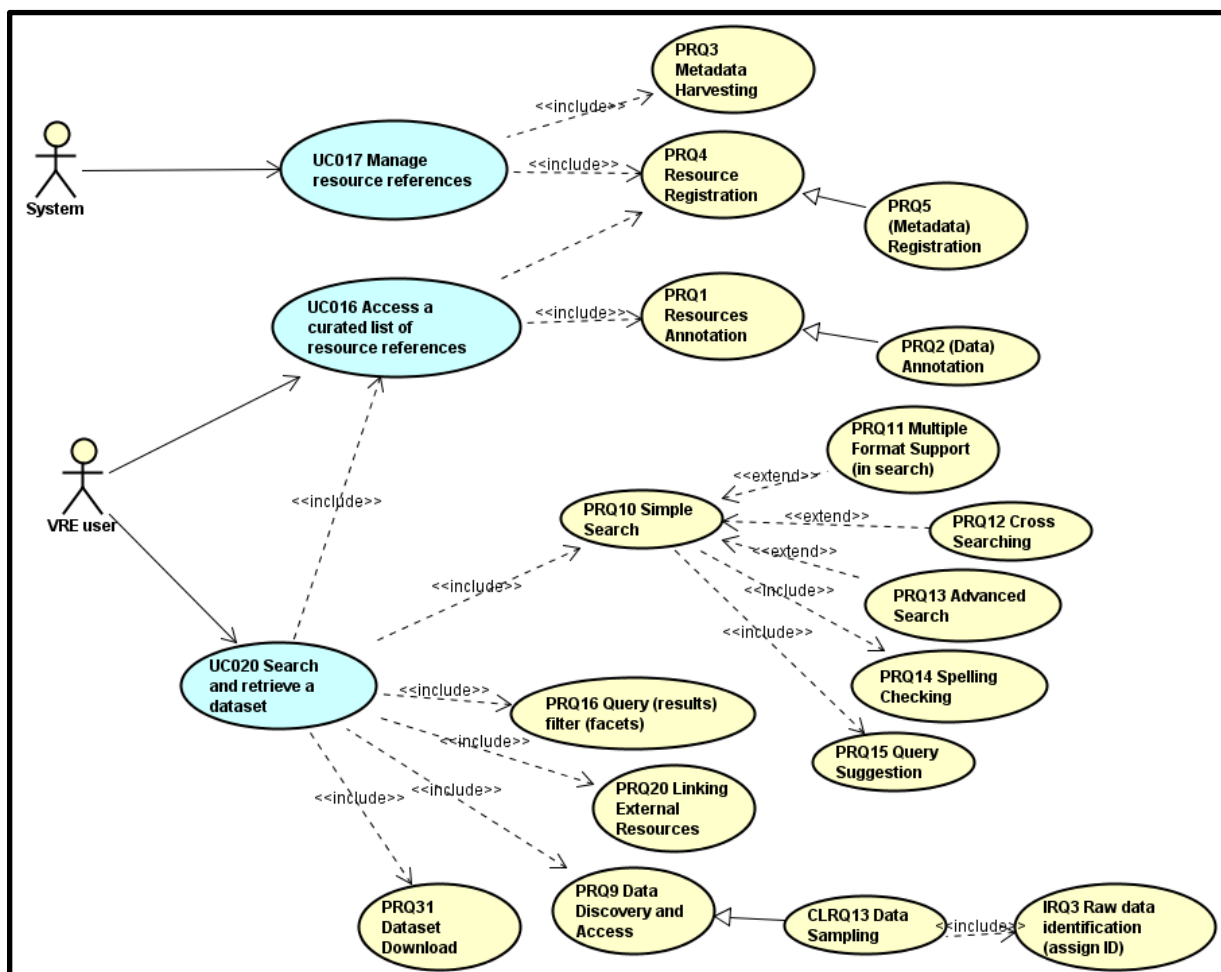 PRQ3
Metadata
Harvesting
<<include>>
UC017 Manage
resource references
<<include>>
PRQ4
Resource
Registration
System
PRQ5
(Metadata)
Registration
UC016 Access a
curated list of
resource references
<<include>>
PRQ1
Resources
Annotation
PRQ2 (Data)
Annotation
PRQ11 Multiple
Format Support
(in search)
VRE user
<<include>>
<<extend>>
PRQ10 Simple
Search
<<extend>>
PRQ12 Cross
Searching
<<extend>>
<<include>>
<<include>>
PRQ13 Advanced
Search
<<include>>
UC020 Search
and retrieve a
dataset
PRQ14 Spelling
Checking
<<include>>
PRQ16 Query (results)
filter (facets)
<<include>>
PRQ15 Query
Suggestion
<<include>>
<<include>>
PRQ20 Linking
External
Resources
PRQ31
Dataset
Download
PRQ9 Data
Discovery and
Access
CLRQ13 Data
Sampling
<<include>>
IRQ3 Raw data
identification
(assign ID)